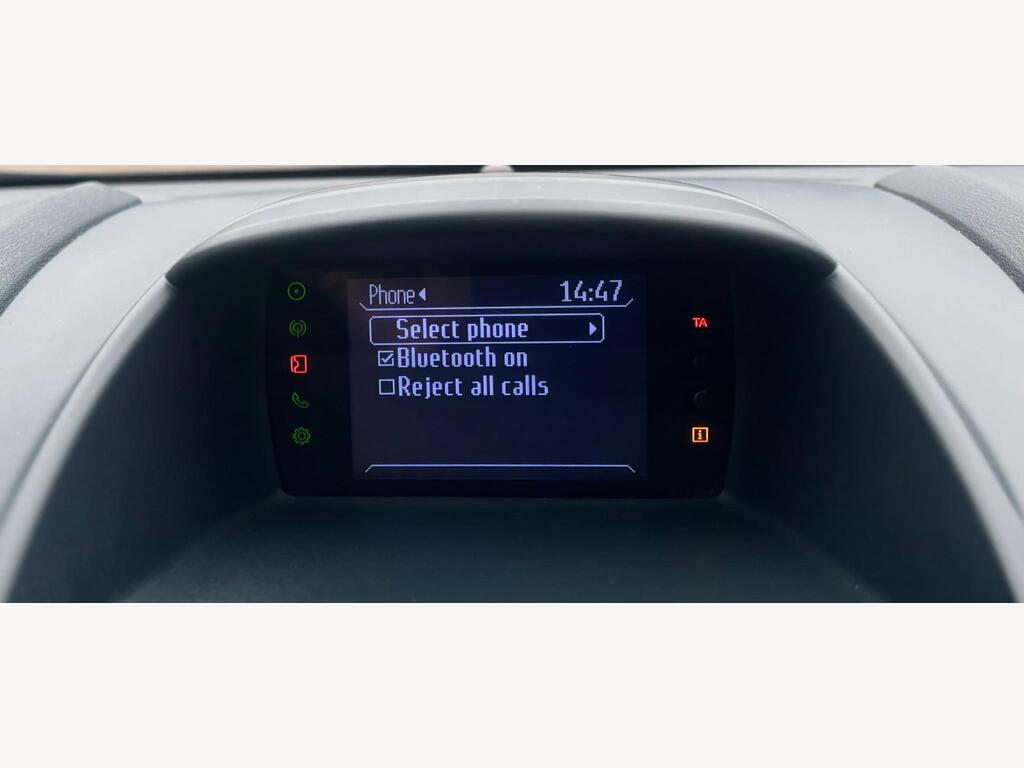 Phone 14:47
Select phone
TA
Bluetooth on
Reject all calls
i